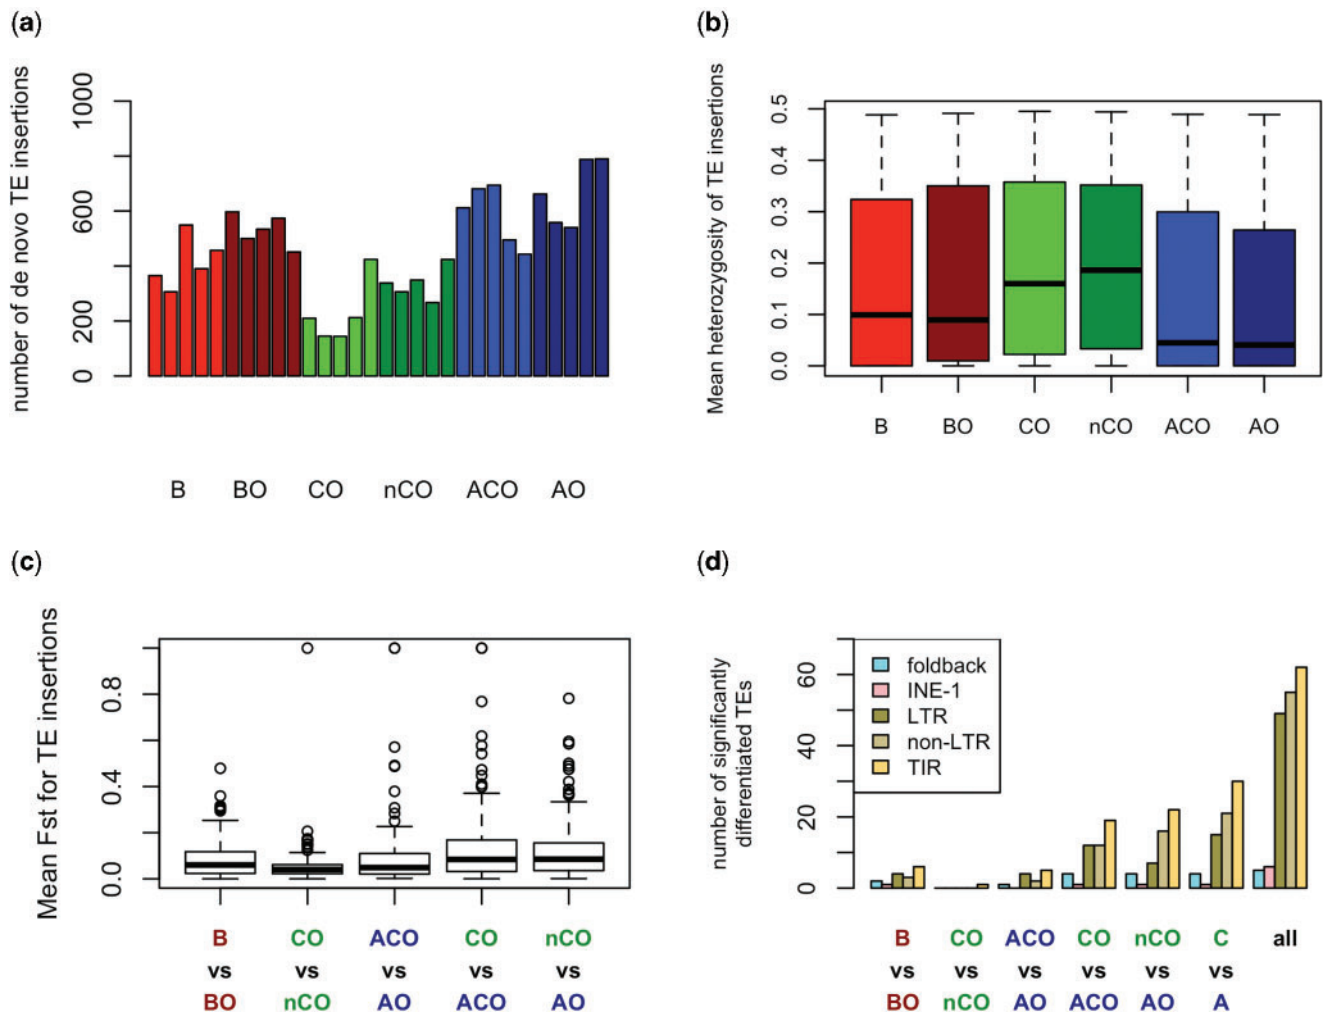 (a)
number of de novo TE insertions
1000
600
200
0
B BO CO nCO ACO AO
(b)
Mean heterozygosity of TE insertions
0.5
0.4
0.3
0.2
0.1
0.0
B BO CO nCO ACO AO
(c)
Mean Fst for TE insertions
0.8
0.4
0.0
B CO ACO CO nCO
vs vs vs vs vs
BO nCO AO ACO AO
(d)
number of significantly
differentiated TEs
60
40
20
0
foldback
INE-1
LTR
non-LTR
TIR
B CO ACO CO nCO C all
vs vs vs vs vs vs
BO nCO AO ACO AO A